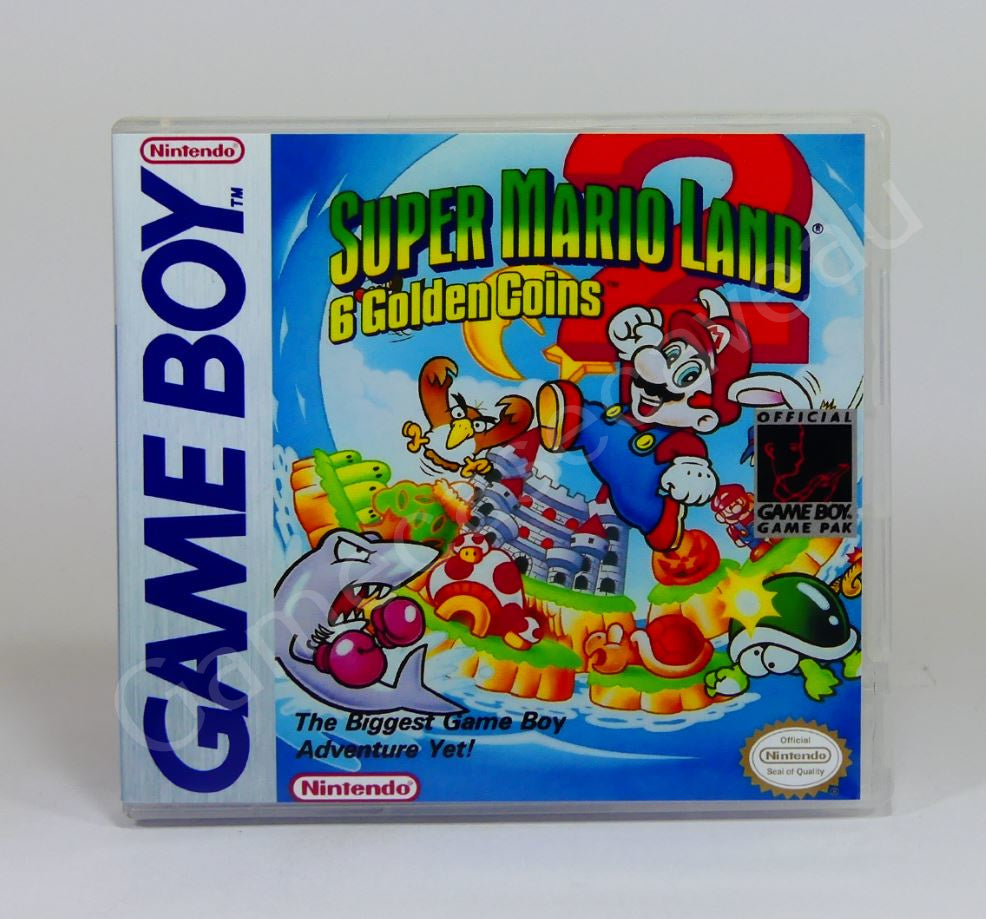 Nintendo®
GAME BOY™
2
SUPER MARIO LAND®
6 Golden Coins™
OFFICIAL
GAME BOY
GAME PAK
The Biggest Game Boy
Adventure Yet!
Nintendo®
Official
Nintendo
Seal of Quality